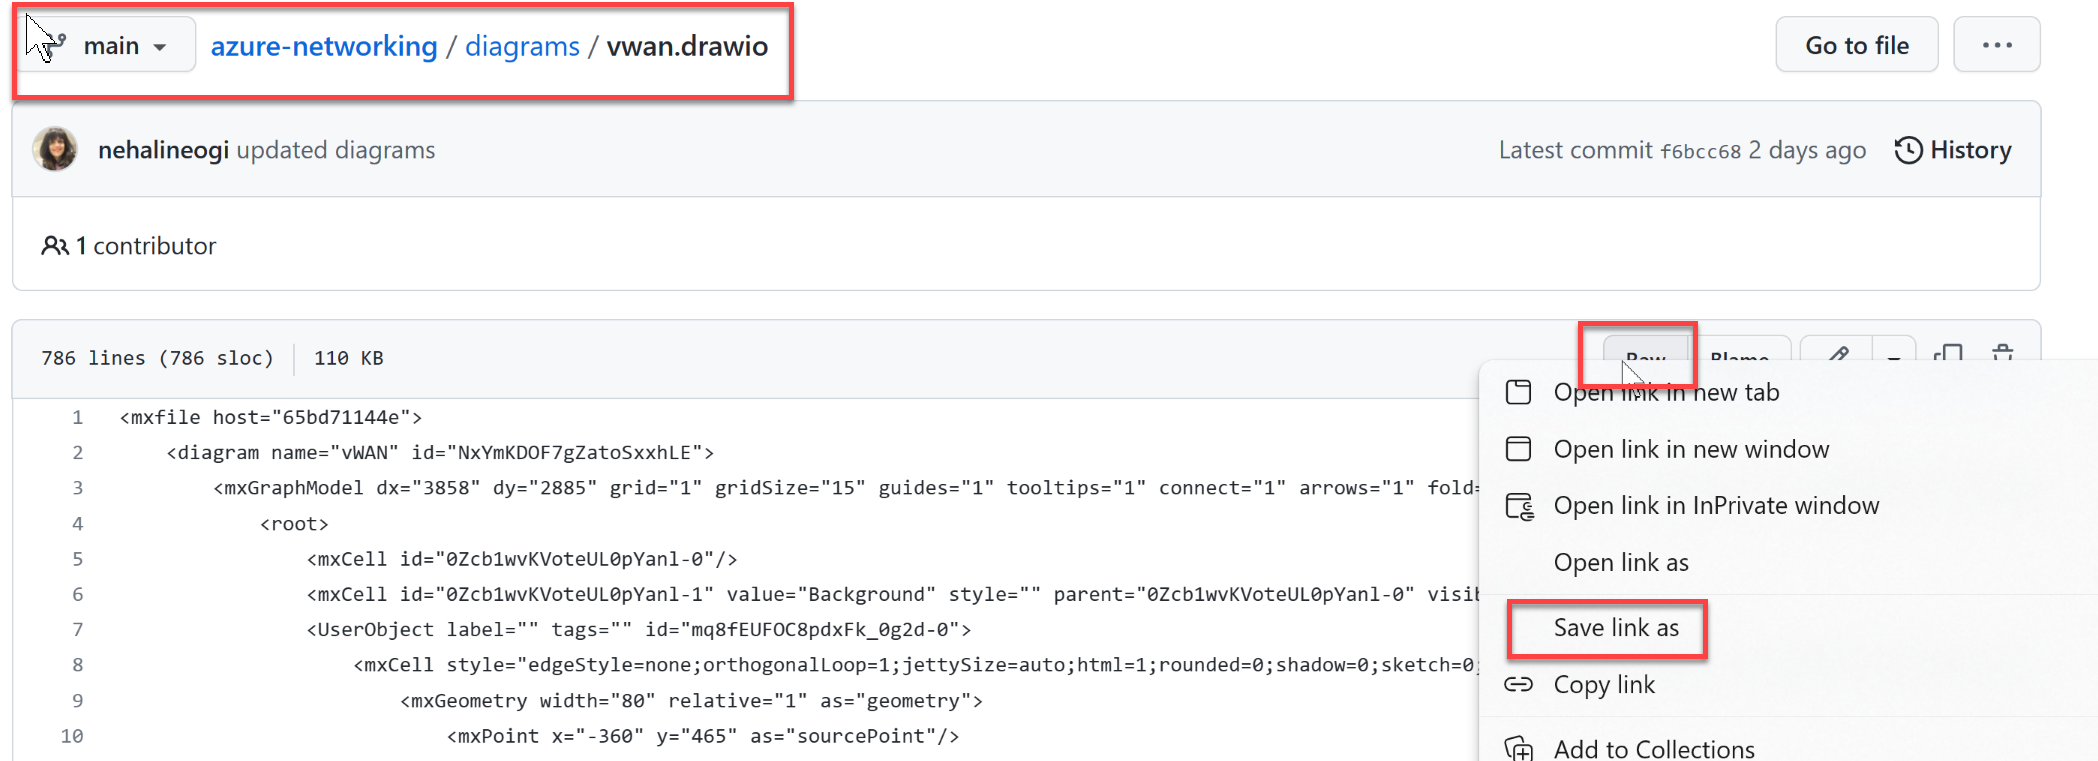 main azure-networking / diagrams / vwan.drawio Go to file ...
nehalineogi updated diagrams Latest commit f6bcc68 2 days ago History
1 contributor
786 lines (786 sloc) 110 KB Raw Blame
1 <mxfile host="65bd71144e">
2 <diagram name="vWAN" id="NxYmKDOF7gZatoSxxhLE">
3 <mxGraphModel dx="3858" dy="2885" grid="1" gridSize="15" guides="1" tooltips="1" connect="1" arrows="1" fold=
4 <root>
5 <mxCell id="0Zcb1wvKVoteUL0pYanl-0"/>
6 <mxCell id="0Zcb1wvKVoteUL0pYanl-1" value="Background" style="" parent="0Zcb1wvKVoteUL0pYanl-0" visib
7 <UserObject label="" tags="" id="mq8fEUFOC8pdxFk_0g2d-0">
8 <mxCell style="edgeStyle=none;orthogonalLoop=1;jettySize=auto;html=1;rounded=0;shadow=0;sketch=0;
9 <mxGeometry width="80" relative="1" as="geometry">
10 <mxPoint x="-360" y="465" as="sourcePoint"/>
Open link in new tab
Open link in new window
Open link in InPrivate window
Open link as
Save link as
Copy link
Add to Collections